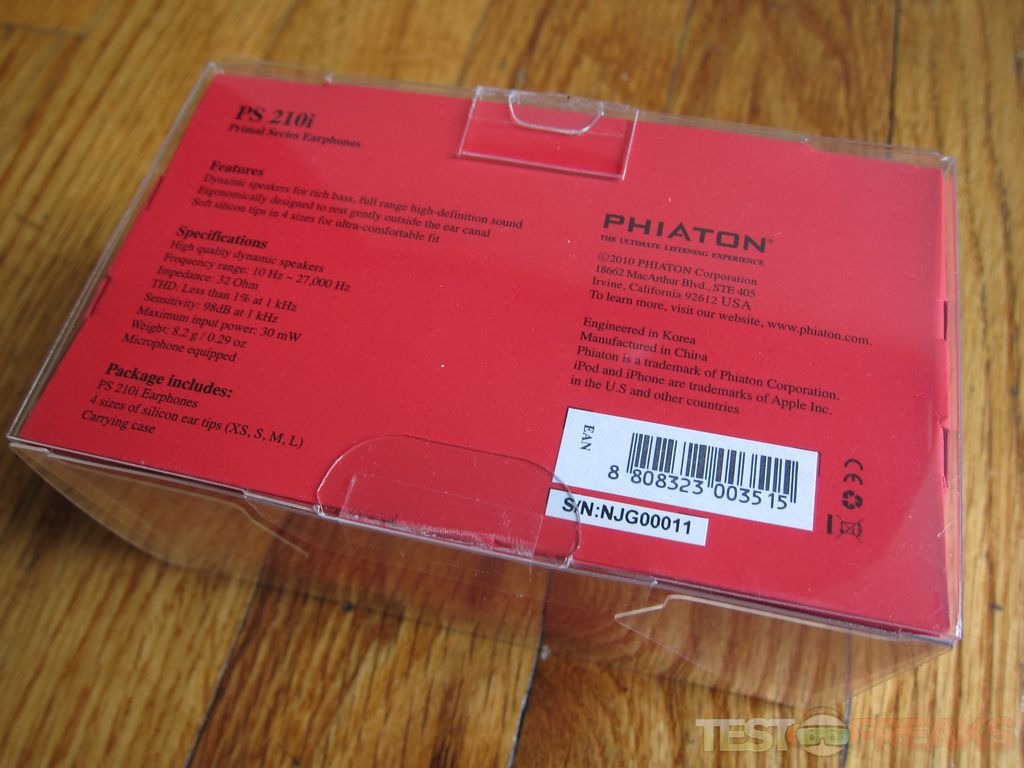 PS 210i
Primal Series Earphones
Features
Dynamic speakers for rich bass, full range high-definition sound
Ergonomically designed to rest gently outside the ear canal
Soft silicon tips in 4 sizes for ultra-comfortable fit
Specifications
High quality dynamic speakers
Frequency range: 10 Hz ~ 27,000 Hz
Impedance: 32 Ohm
THD: Less than 1% at 1 kHz
Sensitivity: 98dB at 1 kHz
Maximum input power: 30 mW
Weight: 8.2 g / 0.29 oz
Microphone equipped
Package includes:
PS 210i Earphones
4 sizes of silicon ear tips (XS, S, M, L)
Carrying case
PHIATON®
THE ULTIMATE LISTENING EXPERIENCE
©2010 PHIATON Corporation
18662 MacArthur Blvd., STE 405
Irvine, California 92612 USA
To learn more, visit our website, www.phiaton.com.
Engineered in Korea
Manufactured in China
Phiaton is a trademark of Phiaton Corporation.
iPod and iPhone are trademarks of Apple Inc.
in the U.S and other countries
EAN
8 808323 003515
S/N:NJG00011
CE
TEST FREAKS